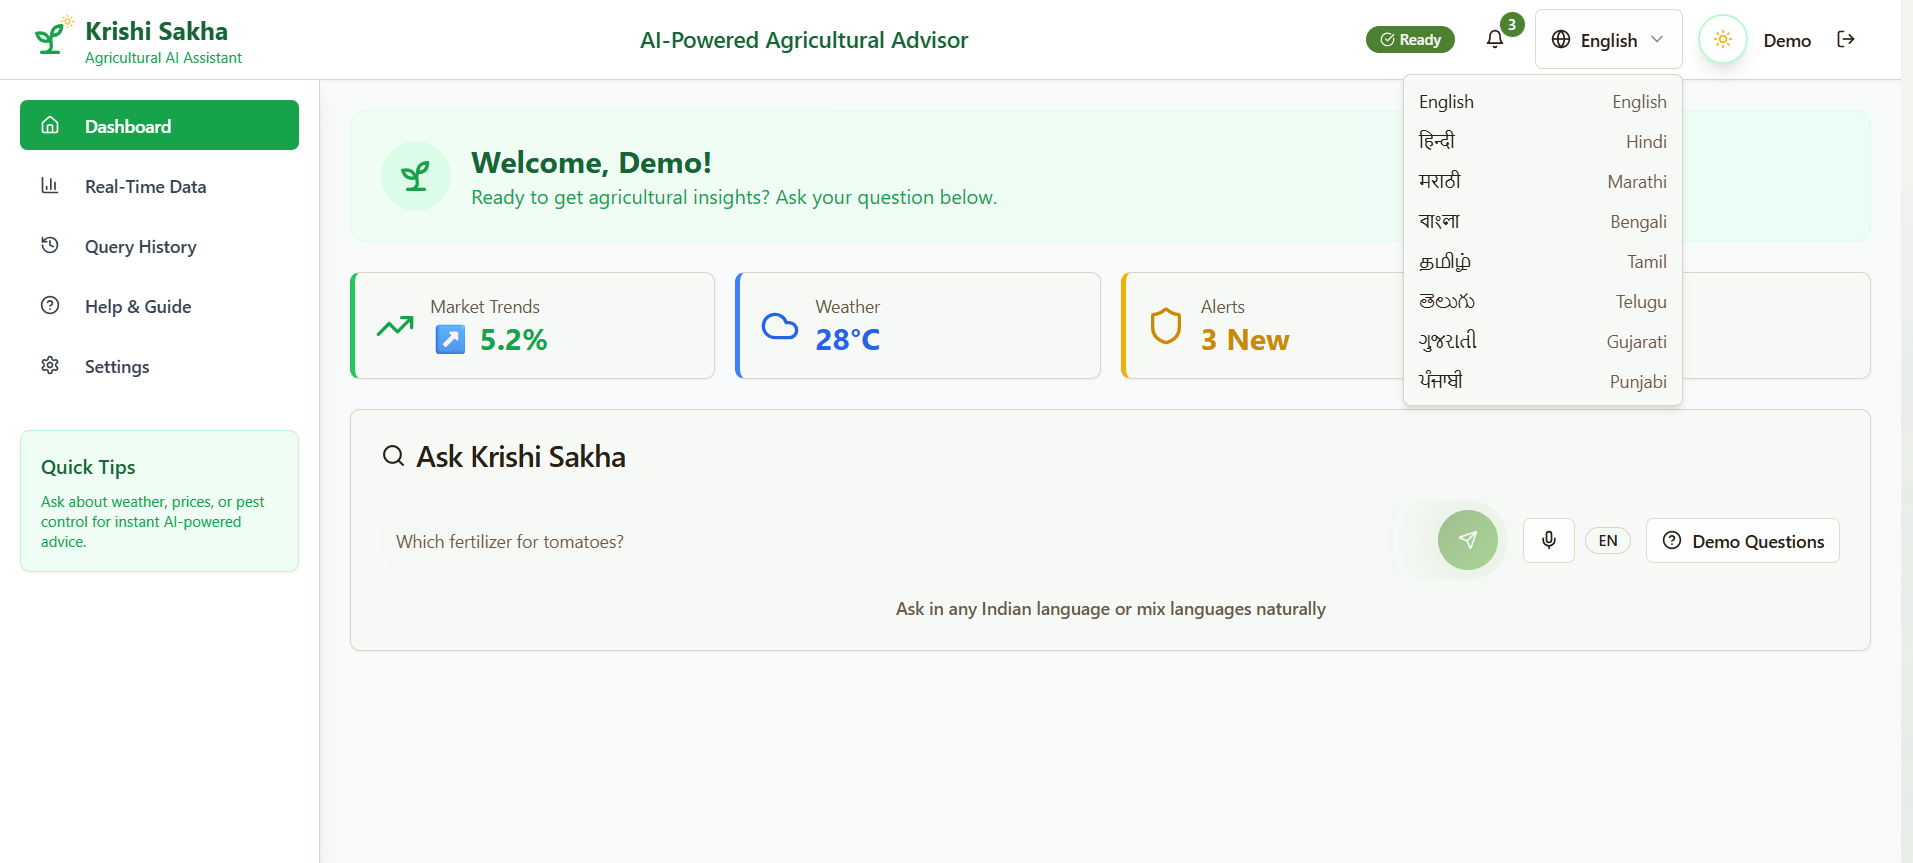 Krishi Sakha
Agricultural AI Assistant
AI-Powered Agricultural Advisor
Ready
3
English
Demo
English English
हिन्दी Hindi
मराठी Marathi
বাংলা Bengali
தமிழ் Tamil
తెలుగు Telugu
ગુજરાતી Gujarati
ਪੰਜਾਬੀ Punjabi
Dashboard
Real-Time Data
Query History
Help & Guide
Settings
Quick Tips
Ask about weather, prices, or pest
control for instant AI-powered
advice.
Welcome, Demo!
Ready to get agricultural insights? Ask your question below.
Market Trends
↗ 5.2%
Weather
28°C
Alerts
3 New
Ask Krishi Sakha
Which fertilizer for tomatoes?
EN
Demo Questions
Ask in any Indian language or mix languages naturally